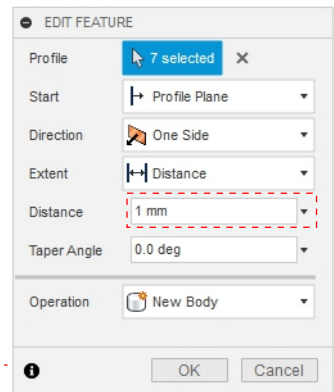 EDIT FEATURE
Profile 7 selected
Start Profile Plane
Direction One Side
Extent Distance
Distance 1 mm
Taper Angle 0.0 deg
Operation New Body
OK Cancel